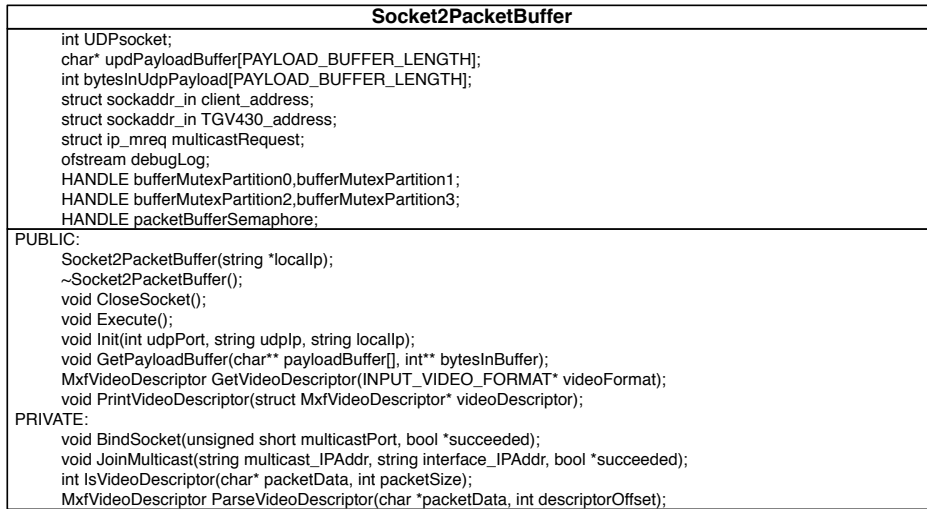 Socket2PacketBuffer
int UDPsocket;
char* updPayloadBuffer[PAYLOAD_BUFFER_LENGTH];
int bytesInUdpPayload[PAYLOAD_BUFFER_LENGTH];
struct sockaddr_in client_address;
struct sockaddr_in TGV430_address;
struct ip_mreq multicastRequest;
ofstream debugLog;
HANDLE bufferMutexPartition0,bufferMutexPartition1;
HANDLE bufferMutexPartition2,bufferMutexPartition3;
HANDLE packetBufferSemaphore;
PUBLIC:
Socket2PacketBuffer(string *localIp);
~Socket2PacketBuffer();
void CloseSocket();
void Execute();
void Init(int udpPort, string udpIp, string localIp);
void GetPayloadBuffer(char** payloadBuffer[], int** bytesInBuffer);
MxfVideoDescriptor GetVideoDescriptor(INPUT_VIDEO_FORMAT* videoFormat);
void PrintVideoDescriptor(struct MxfVideoDescriptor* videoDescriptor);
PRIVATE:
void BindSocket(unsigned short multicastPort, bool *succeeded);
void JoinMulticast(string multicast_IPAddr, string interface_IPAddr, bool *succeeded);
int IsVideoDescriptor(char* packetData, int packetSize);
MxfVideoDescriptor ParseVideoDescriptor(char *packetData, int descriptorOffset);